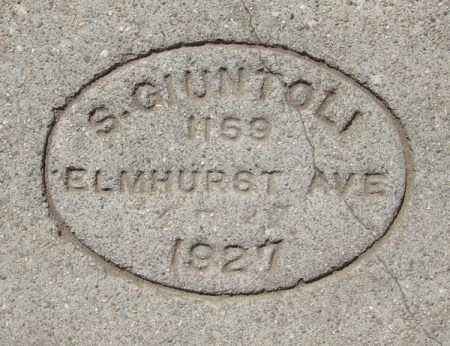 S. GIUNTOLI
1159
ELMHURST AVE
1927